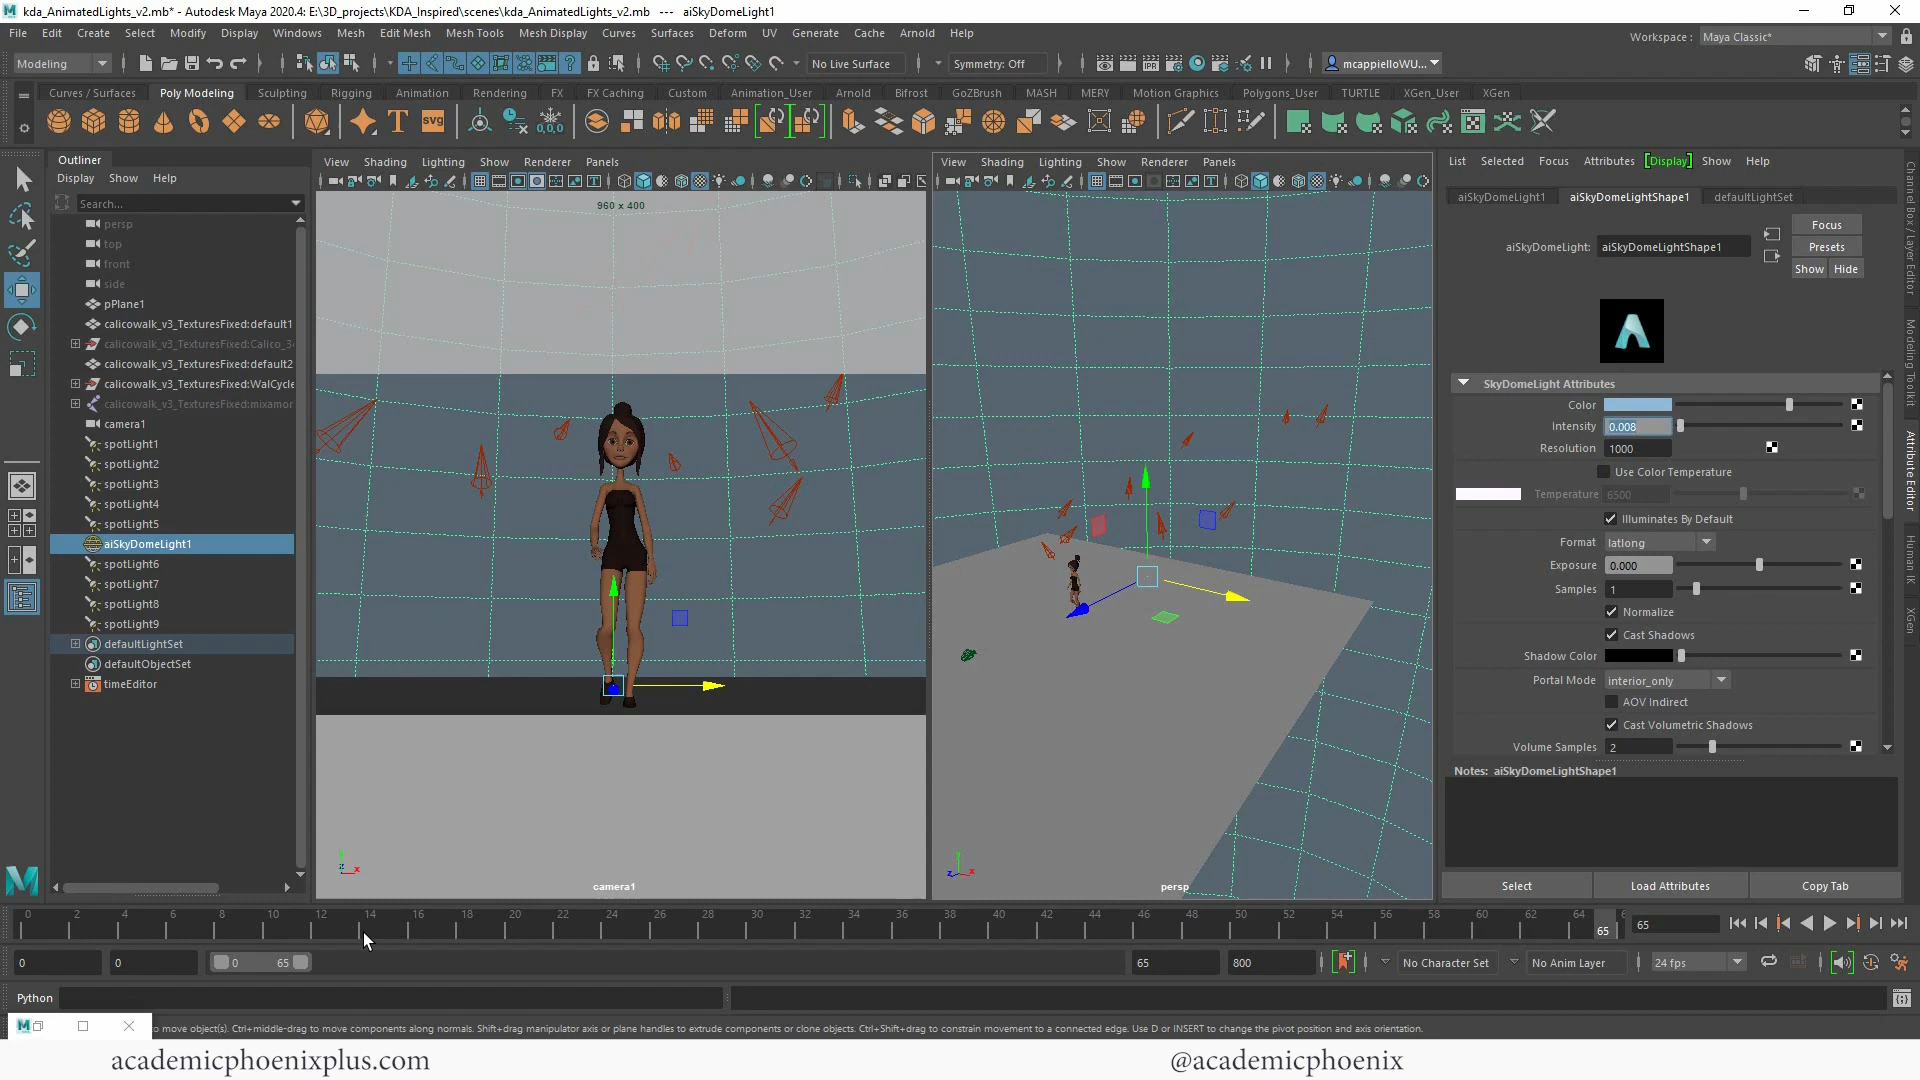 kda_AnimatedLights_v2.mb* - Autodesk Maya 2020.4: E:\3D_projects\KDA_Inspired\scenes\kda_AnimatedLights_v2.mb --- aiSkyDomeLight1
File Edit Create Select Modify Display Windows Mesh Edit Mesh Mesh Tools Mesh Display Curves Surfaces Deform UV Generate Cache Arnold Help
Workspace : Maya Classic*
Modeling
No Live Surface
Symmetry: Off
mcappielloWU...
Curves / Surfaces Poly Modeling Sculpting Rigging Animation Rendering FX FX Caching Custom Animation_User Arnold Bifrost GoZBrush MASH MERY Motion Graphics Polygons_User TURTLE XGen_User XGen
T svg
0,0,0
Outliner
Display Show Help
Search...
persp
top
front
side
pPlane1
calicowalk_v3_TexturesFixed:default1
calicowalk_v3_TexturesFixed:Calico_3
calicowalk_v3_TexturesFixed:default2
calicowalk_v3_TexturesFixed:WalCycle
calicowalk_v3_TexturesFixed:mixamor
camera1
spotLight1
spotLight2
spotLight3
spotLight4
spotLight5
aiSkyDomeLight1
spotLight6
spotLight7
spotLight8
spotLight9
defaultLightSet
defaultObjectSet
timeEditor
View Shading Lighting Show Renderer Panels
960 x 400
camera1
View Shading Lighting Show Renderer Panels
persp
List Selected Focus Attributes [Display] Show Help
aiSkyDomeLight1 aiSkyDomeLightShape1 defaultLightSet
aiSkyDomeLight: aiSkyDomeLightShape1
Focus
Presets
Show Hide
SkyDomeLight Attributes
Color
Intensity 0.008
Resolution 1000
Use Color Temperature
Temperature 6500
Illuminates By Default
Format latlong
Exposure 0.000
Samples 1
Normalize
Cast Shadows
Shadow Color
Portal Mode interior_only
AOV Indirect
Cast Volumetric Shadows
Volume Samples 2
Notes: aiSkyDomeLightShape1
Select Load Attributes Copy Tab
Channel Box / Layer Editor
Modeling Toolkit
Attribute Editor
Human IK
XGen
0 2 4 6 8 10 12 14 16 18 20 22 24 26 28 30 32 34 36 38 40 42 44 46 48 50 52 54 56 58 60 62 64
65
65
0 0 0 65 65 800 No Character Set No Anim Layer 24 fps
Python
to move object(s). Ctrl+middle-drag to move components along normals. Shift+drag manipulator axis or plane handles to extrude components or clone objects. Ctrl+Shift+drag to constrain movement to a connected edge. Use D or INSERT to change the pivot position and axis orientation.
academicphoenixplus.com
@academicphoenix